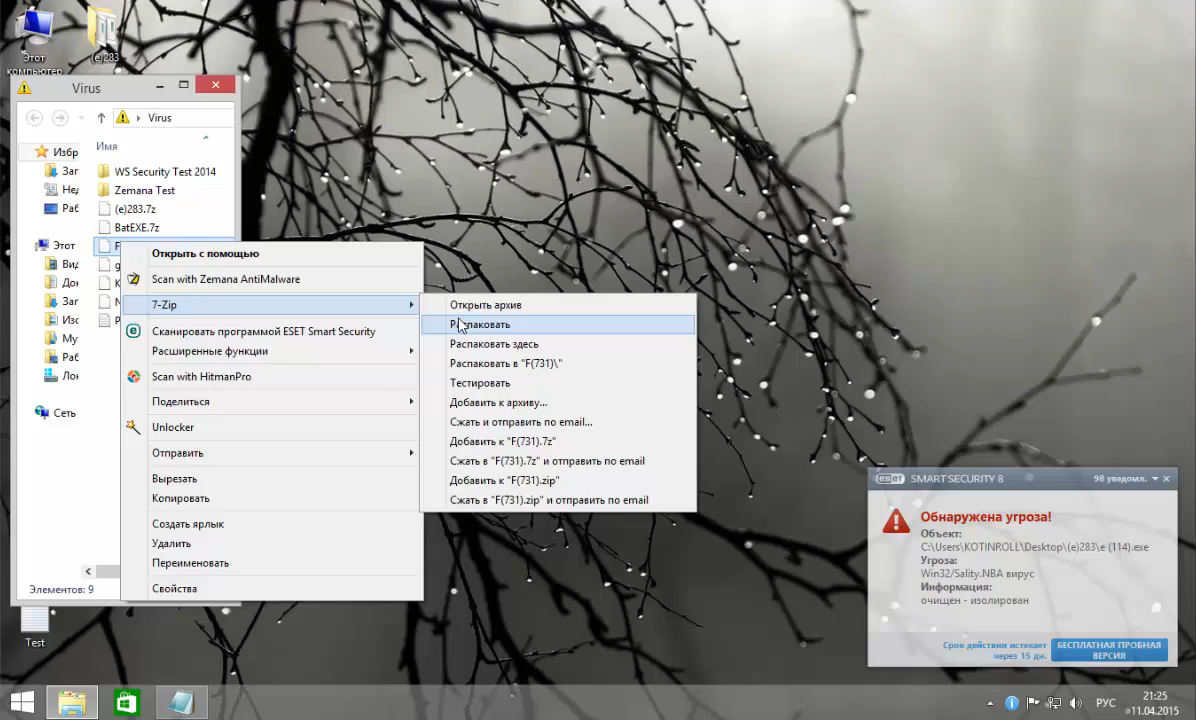 Этот
компьютер
(e)283
Virus
Virus
Имя
Избр
Заг
Нед
Раб
Этот
Вид
Док
Заг
Изо
Му
Раб
Лок
Сеть
WS Security Test 2014
Zemana Test
(e)283.7z
BatEXE.7z
F
g
K
N
P
Элементов: 9
Открыть с помощью
Scan with Zemana AntiMalware
7-Zip
Сканировать программой ESET Smart Security
Расширенные функции
Scan with HitmanPro
Поделиться
Unlocker
Отправить
Вырезать
Копировать
Создать ярлык
Удалить
Переименовать
Свойства
Открыть архив
Распаковать
Распаковать здесь
Распаковать в "F(731)\"
Тестировать
Добавить к архиву...
Сжать и отправить по email...
Добавить к "F(731).7z"
Сжать в "F(731).7z" и отправить по email
Добавить к "F(731).zip"
Сжать в "F(731).zip" и отправить по email
eset SMART SECURITY 8 98 уведомл.
Обнаружена угроза!
Объект:
C:\Users\KOTINROLL\Desktop\(e)283\e (114).exe
Угроза:
Win32/Sality.NBA вирус
Информация:
очищен - изолирован
Срок действия истекает
через 15 дн.
БЕСПЛАТНАЯ ПРОБНАЯ
ВЕРСИЯ
Test
РУС
21:25
11.04.2015